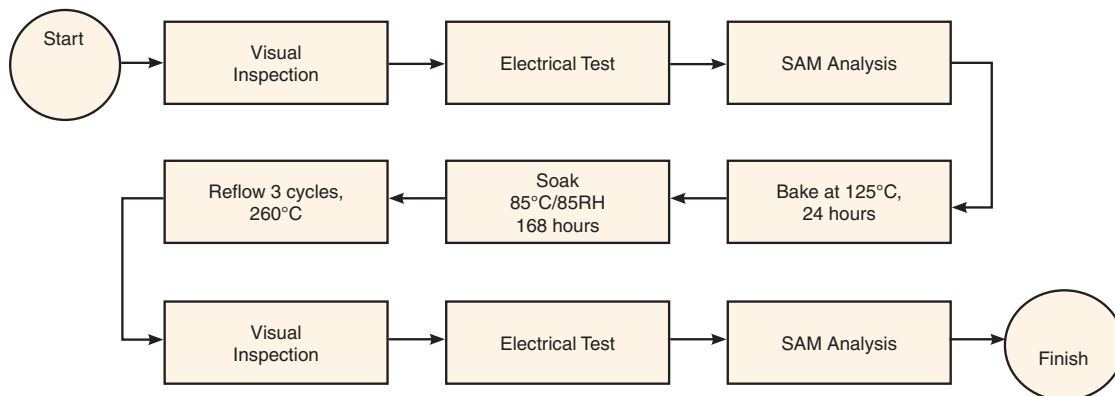 Start
Visual
Inspection
Electrical Test
SAM Analysis
Bake at 125°C,
24 hours
Soak
85°C/85RH
168 hours
Reflow 3 cycles,
260°C
Visual
Inspection
Electrical Test
SAM Analysis
Finish